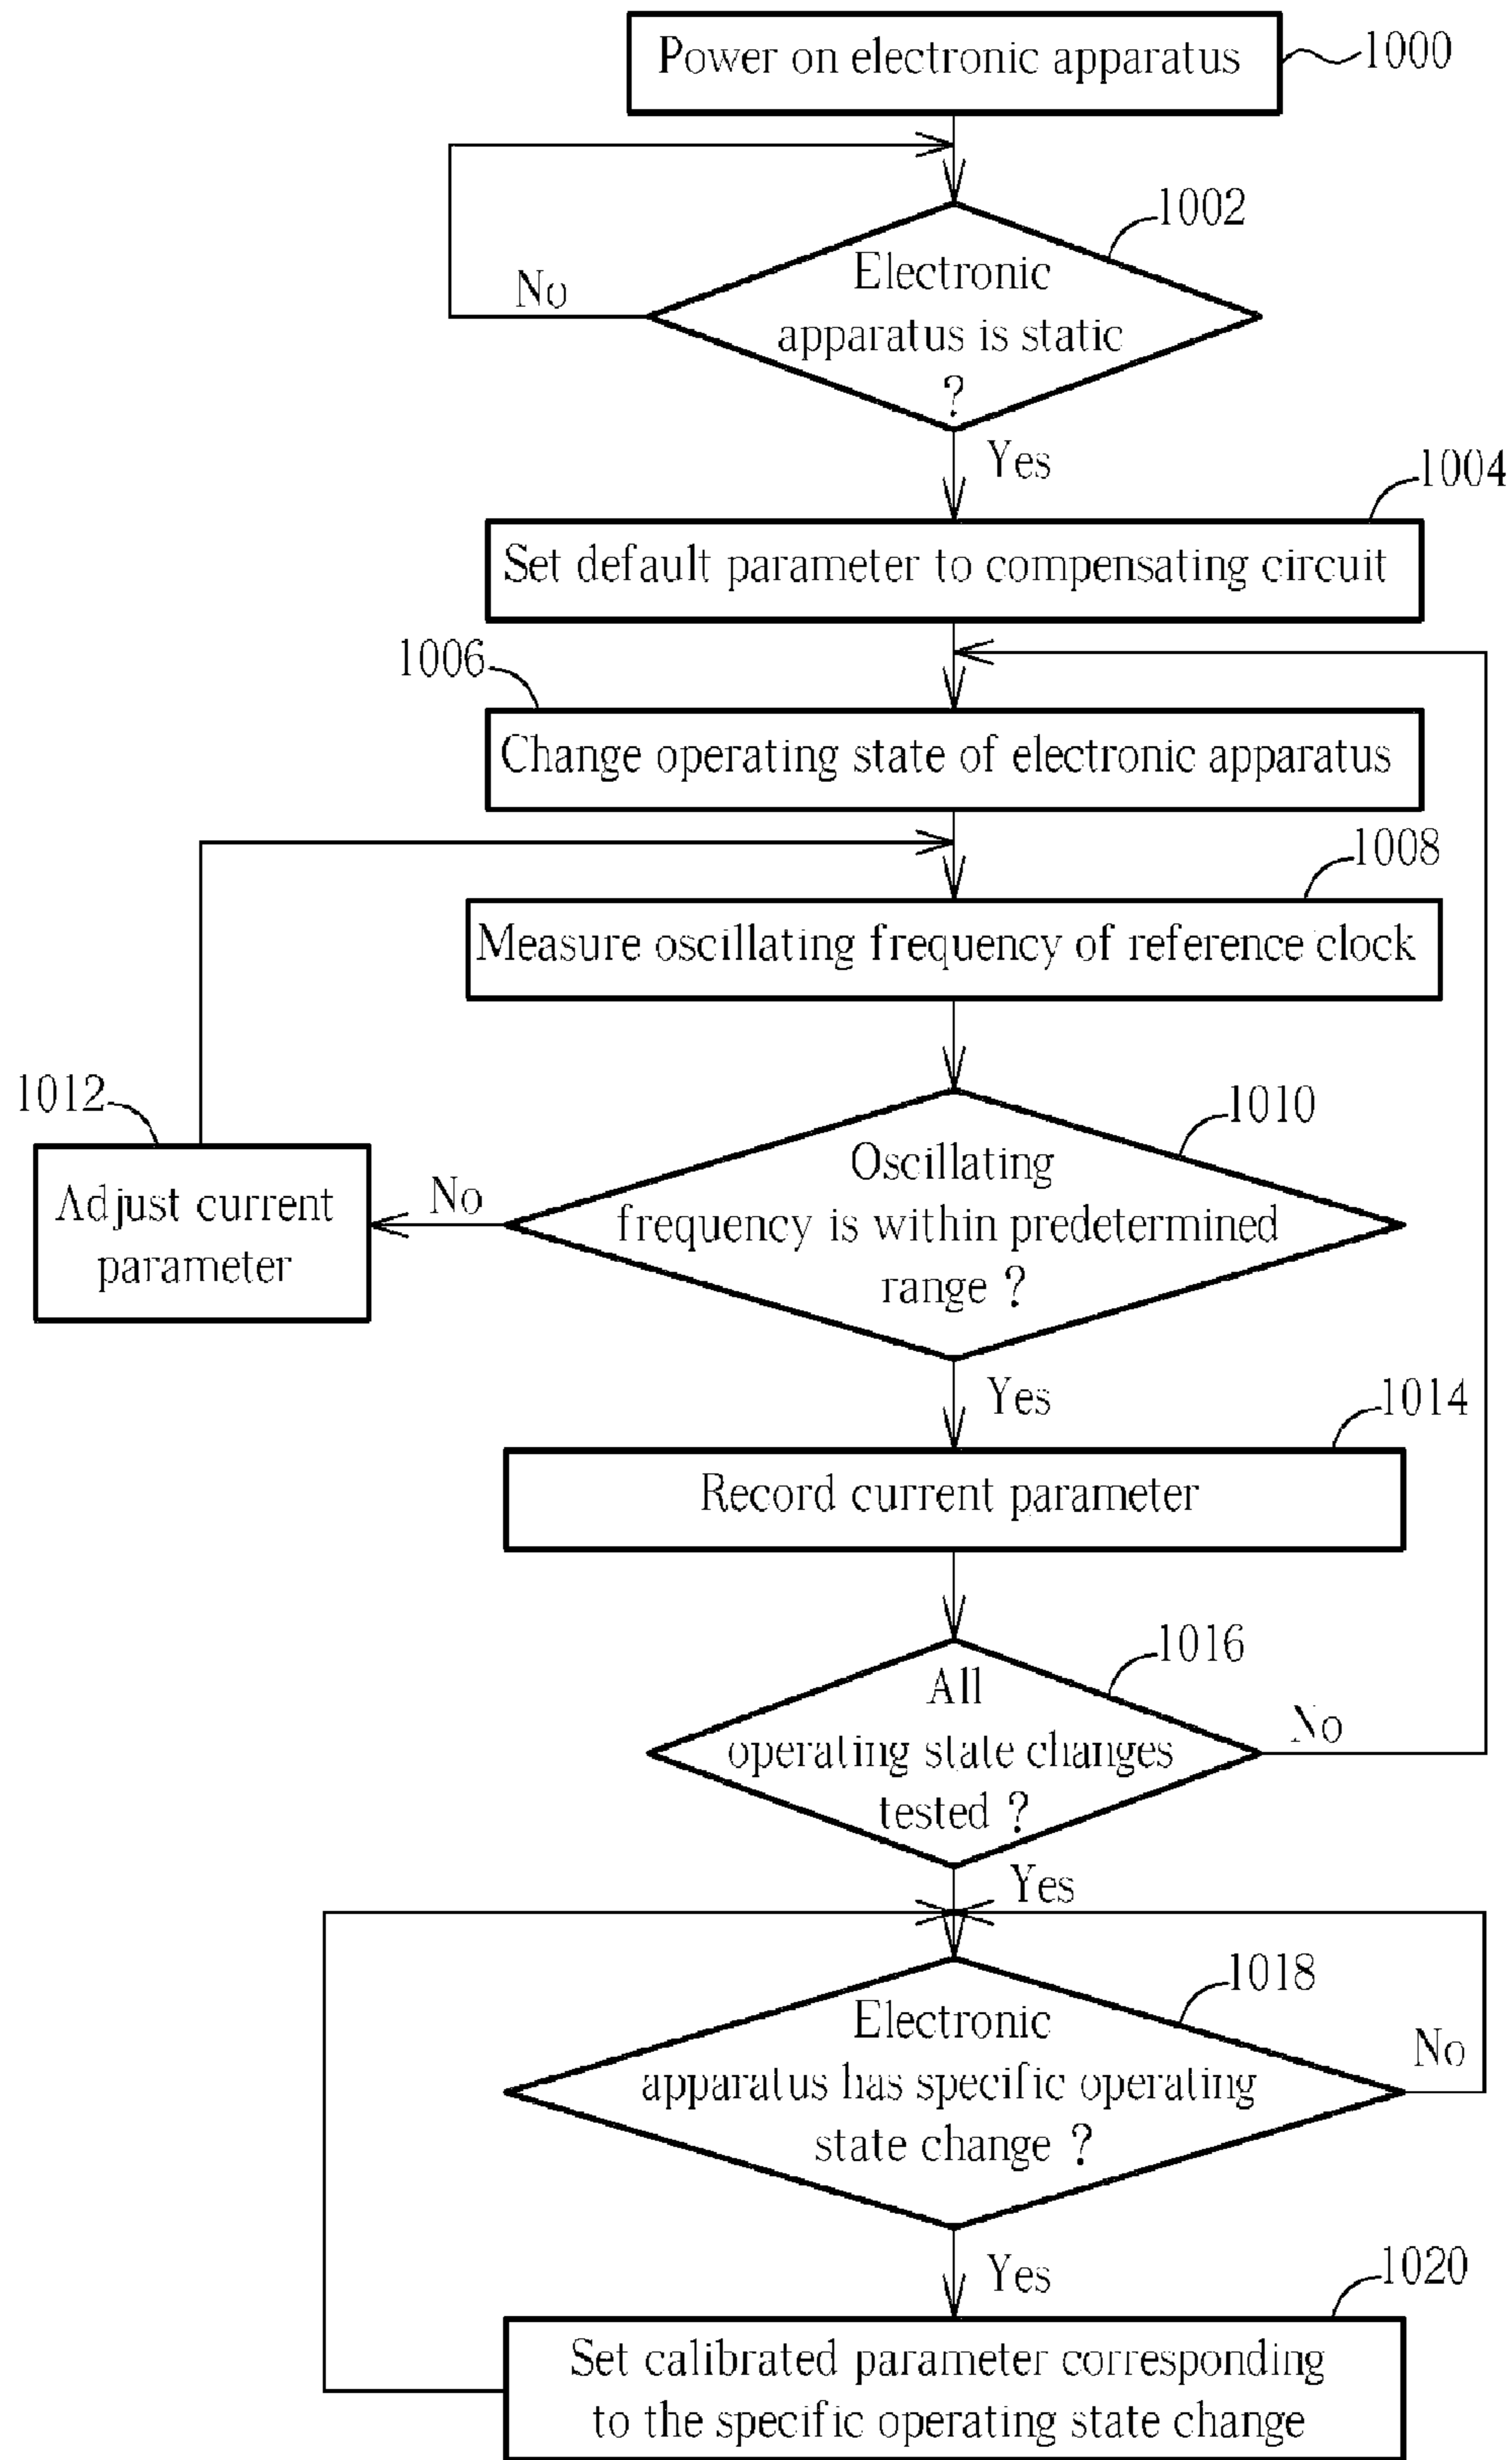 Power on electronic apparatus
1000
1002
Electronic
apparatus is static
?
No
Yes
1004
Set default parameter to compensating circuit
1006
Change operating state of electronic apparatus
1008
Measure oscillating frequency of reference clock
1012
Adjust current
parameter
No
1010
Oscillating
frequency is within predetermined
range ?
Yes
1014
Record current parameter
1016
All
operating state changes
tested ?
No
Yes
1018
Electronic
apparatus has specific operating
state change ?
No
Yes
1020
Set calibrated parameter corresponding
to the specific operating state change